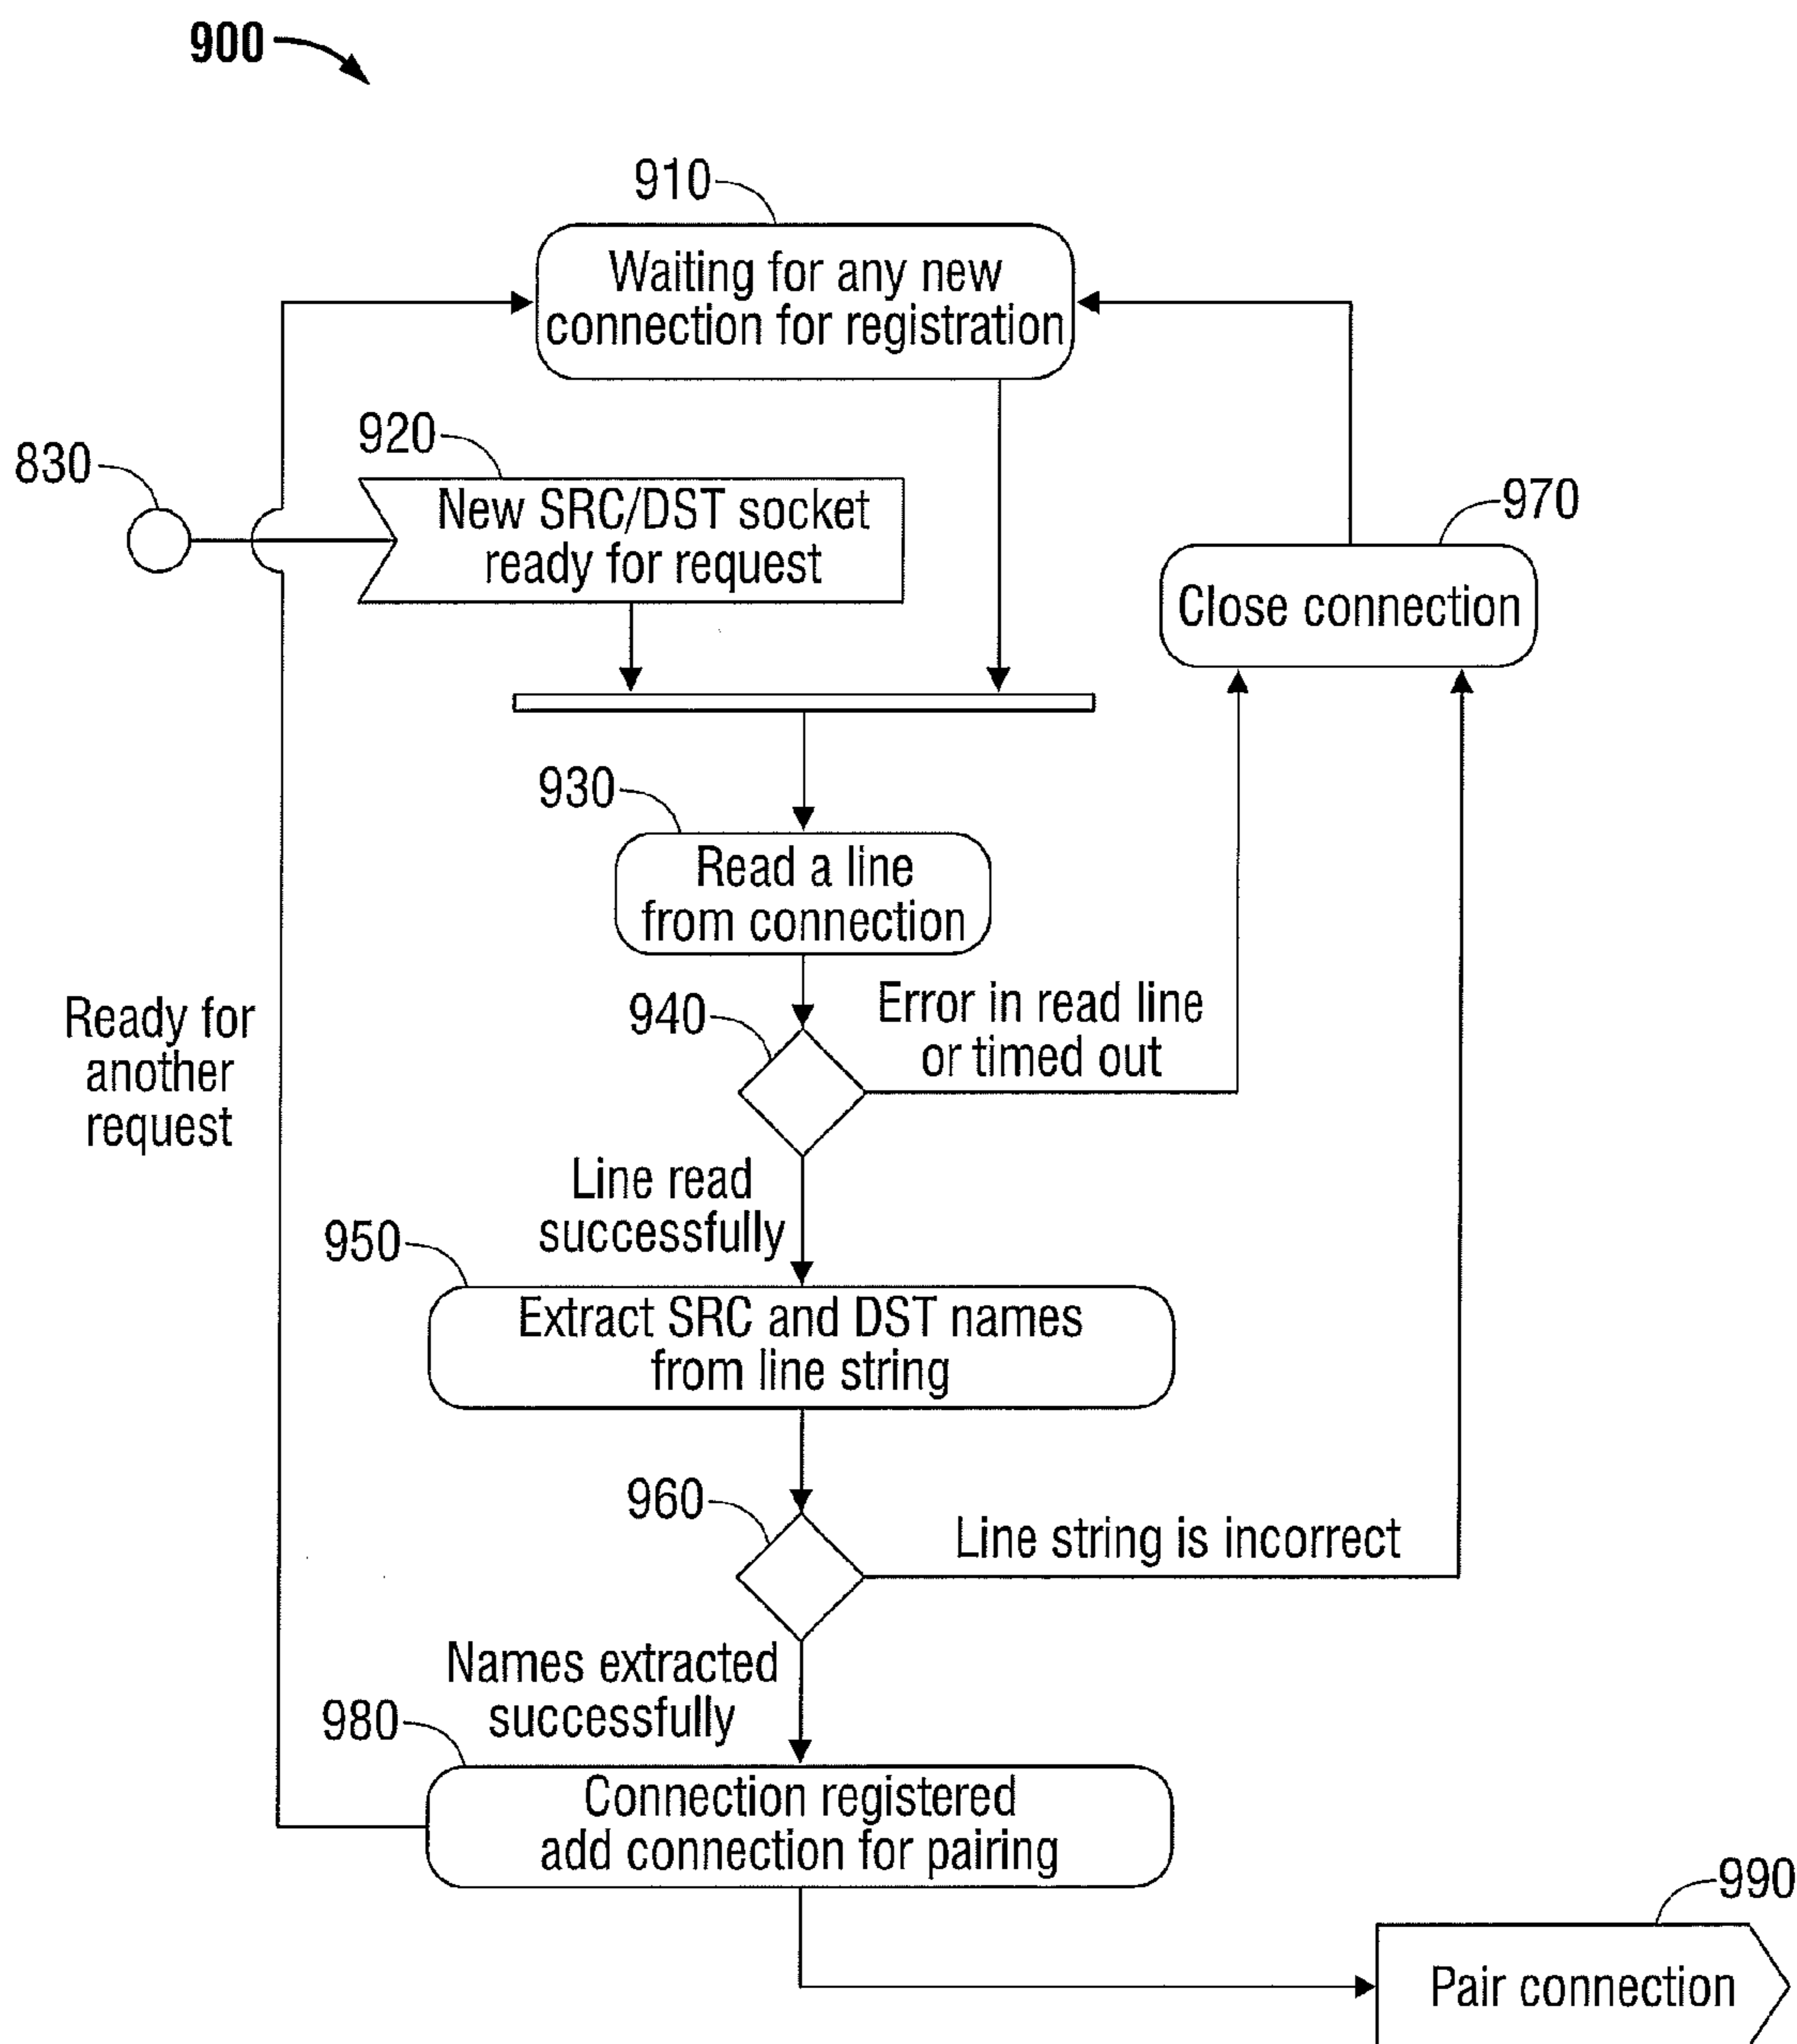 900
910
Waiting for any new
connection for registration
920
830
New SRC/DST socket
ready for request
970
Close connection
930
Read a line
from connection
940
Error in read line
or timed out
Ready for
another
request
Line read
successfully
950
Extract SRC and DST names
from line string
960
Line string is incorrect
Names extracted
successfully
980
Connection registered
add connection for pairing
990
Pair connection